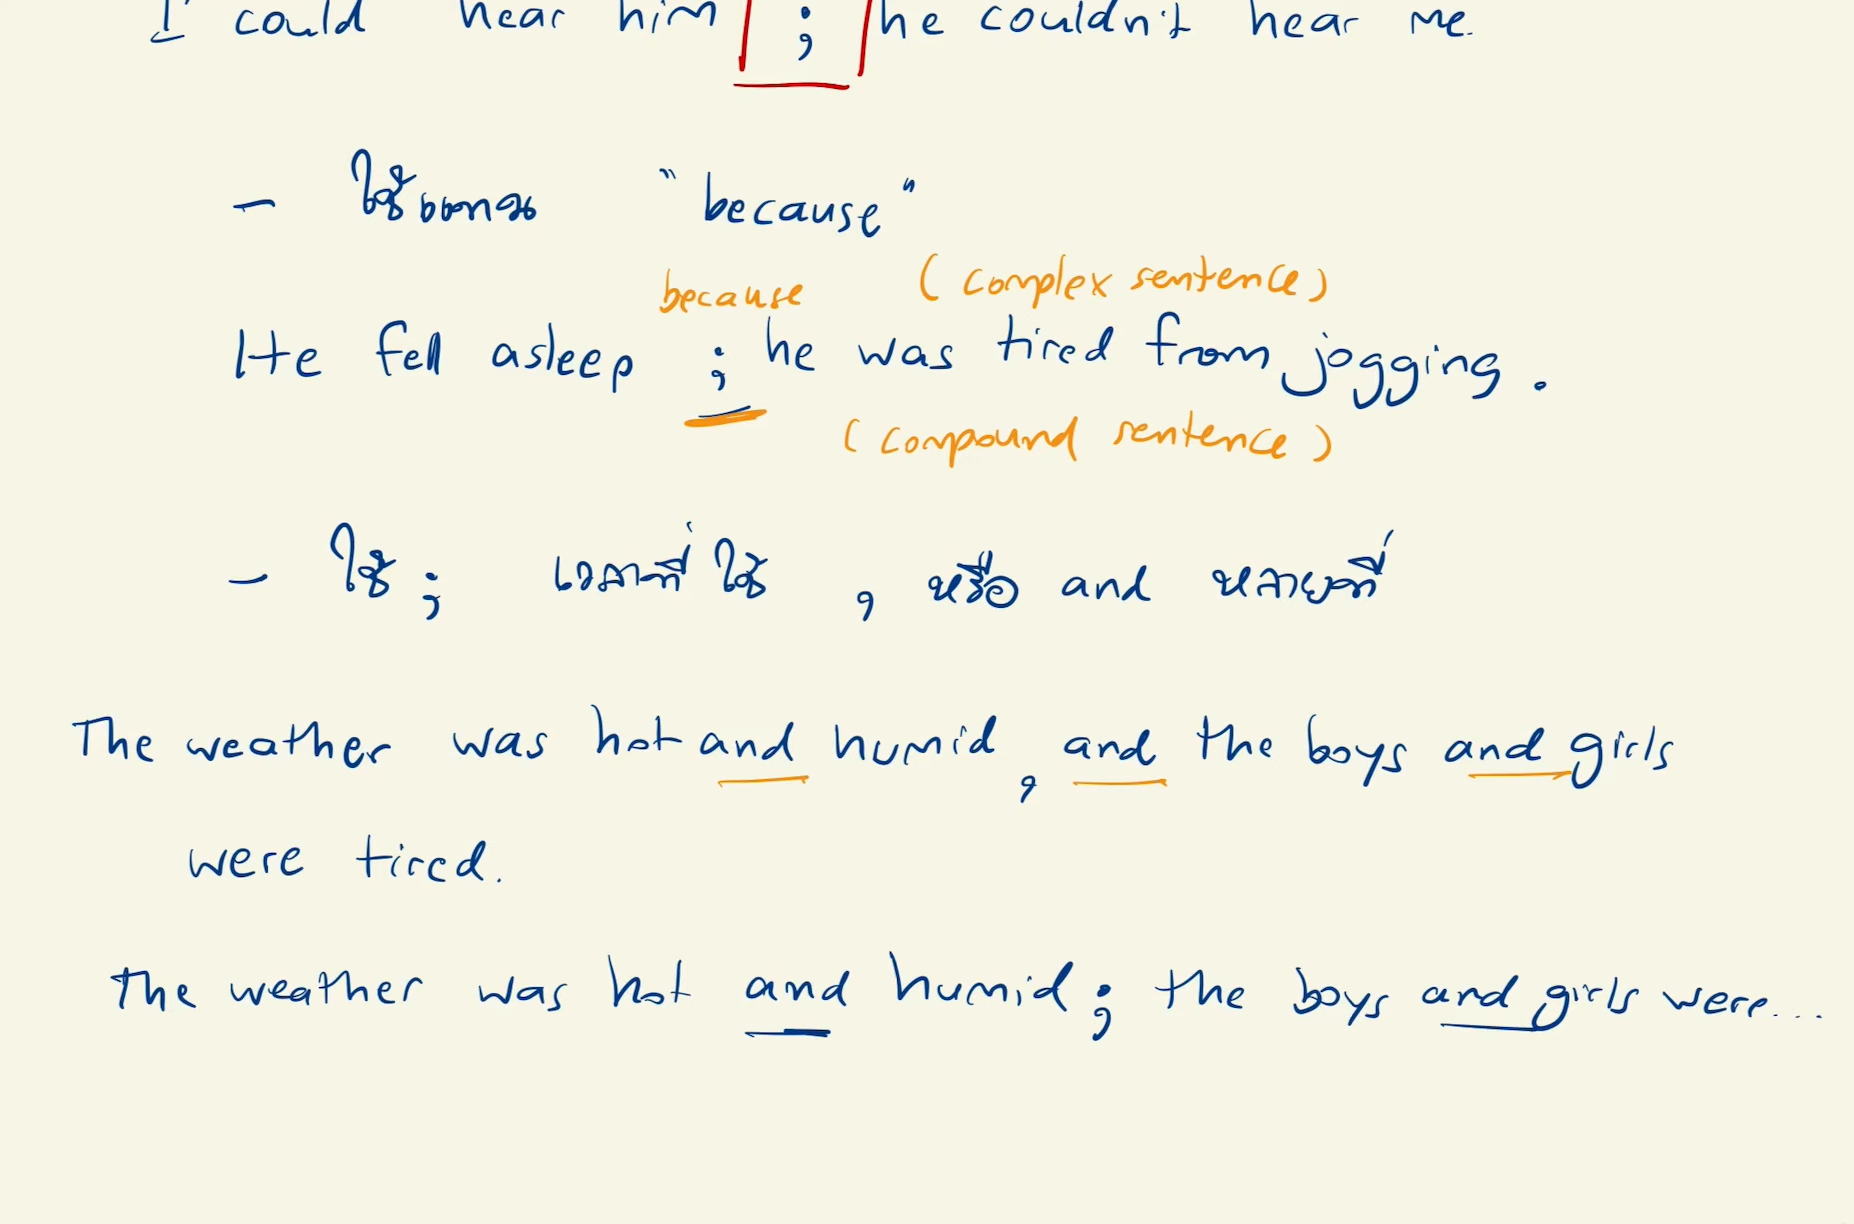 I could hear him ; he couldn't hear me.
- ใช้แทน "because"
because (complex sentence)
He fell asleep ; he was tired from jogging.
(compound sentence)
- ใช้ ; เวลาที่ใช้ , หรือ and หลายที่
The weather was hot and humid, and the boys and girls
were tired.
The weather was hot and humid; the boys and girls were...